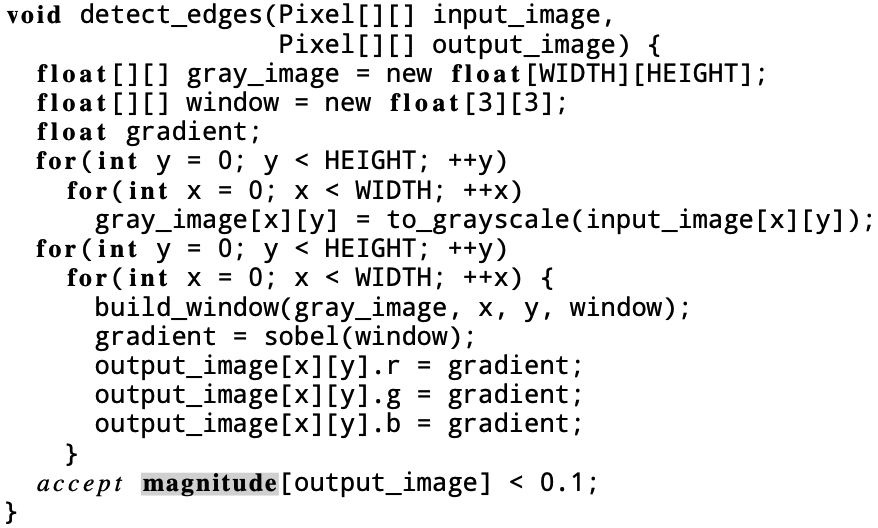 void detect_edges(Pixel[][] input_image,
                  Pixel[][] output_image) {
  float[][] gray_image = new float[WIDTH][HEIGHT];
  float[][] window = new float[3][3];
  float gradient;
  for(int y = 0; y < HEIGHT; ++y)
    for(int x = 0; x < WIDTH; ++x)
      gray_image[x][y] = to_grayscale(input_image[x][y]);
  for(int y = 0; y < HEIGHT; ++y)
    for(int x = 0; x < WIDTH; ++x) {
      build_window(gray_image, x, y, window);
      gradient = sobel(window);
      output_image[x][y].r = gradient;
      output_image[x][y].g = gradient;
      output_image[x][y].b = gradient;
    }
  accept magnitude[output_image] < 0.1;
}